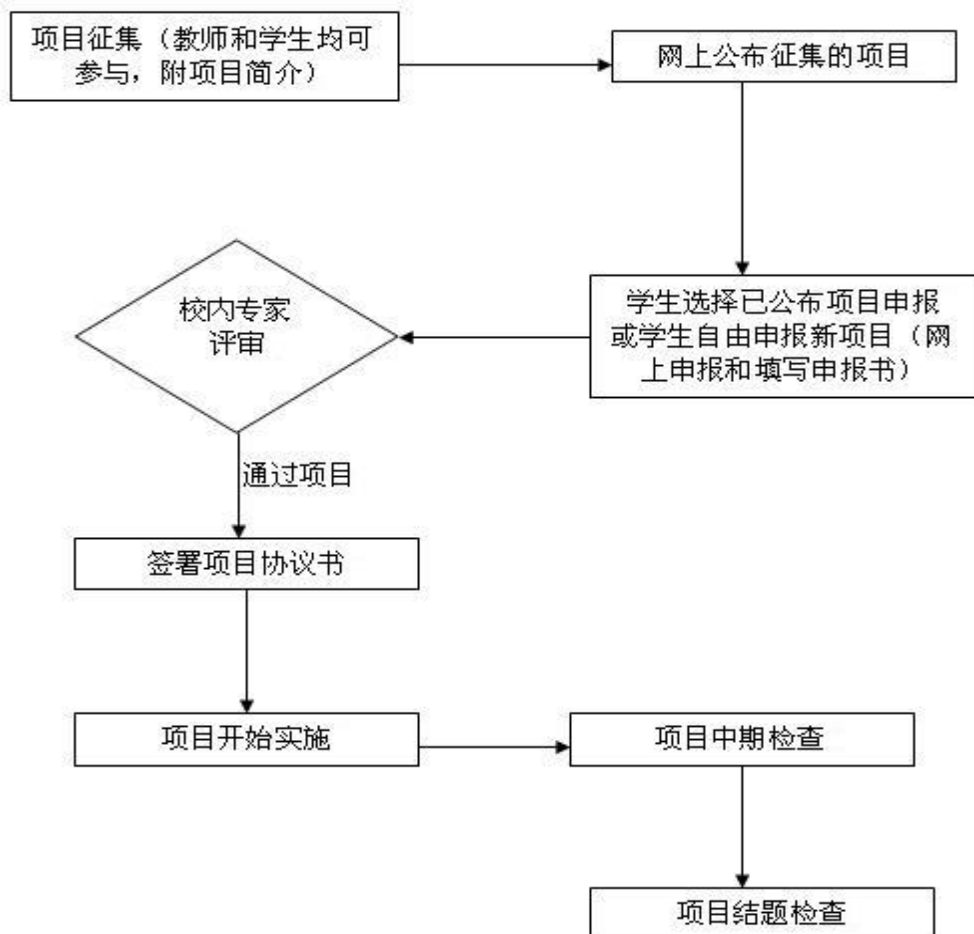 项目征集（教师和学生均可
参与，附项目简介）
网上公布征集的项目
学生选择已公布项目申报
或学生自由申报新项目（网
上申报和填写申报书）
校内专家
评审
通过项目
签署项目协议书
项目开始实施
项目中期检查
项目结题检查